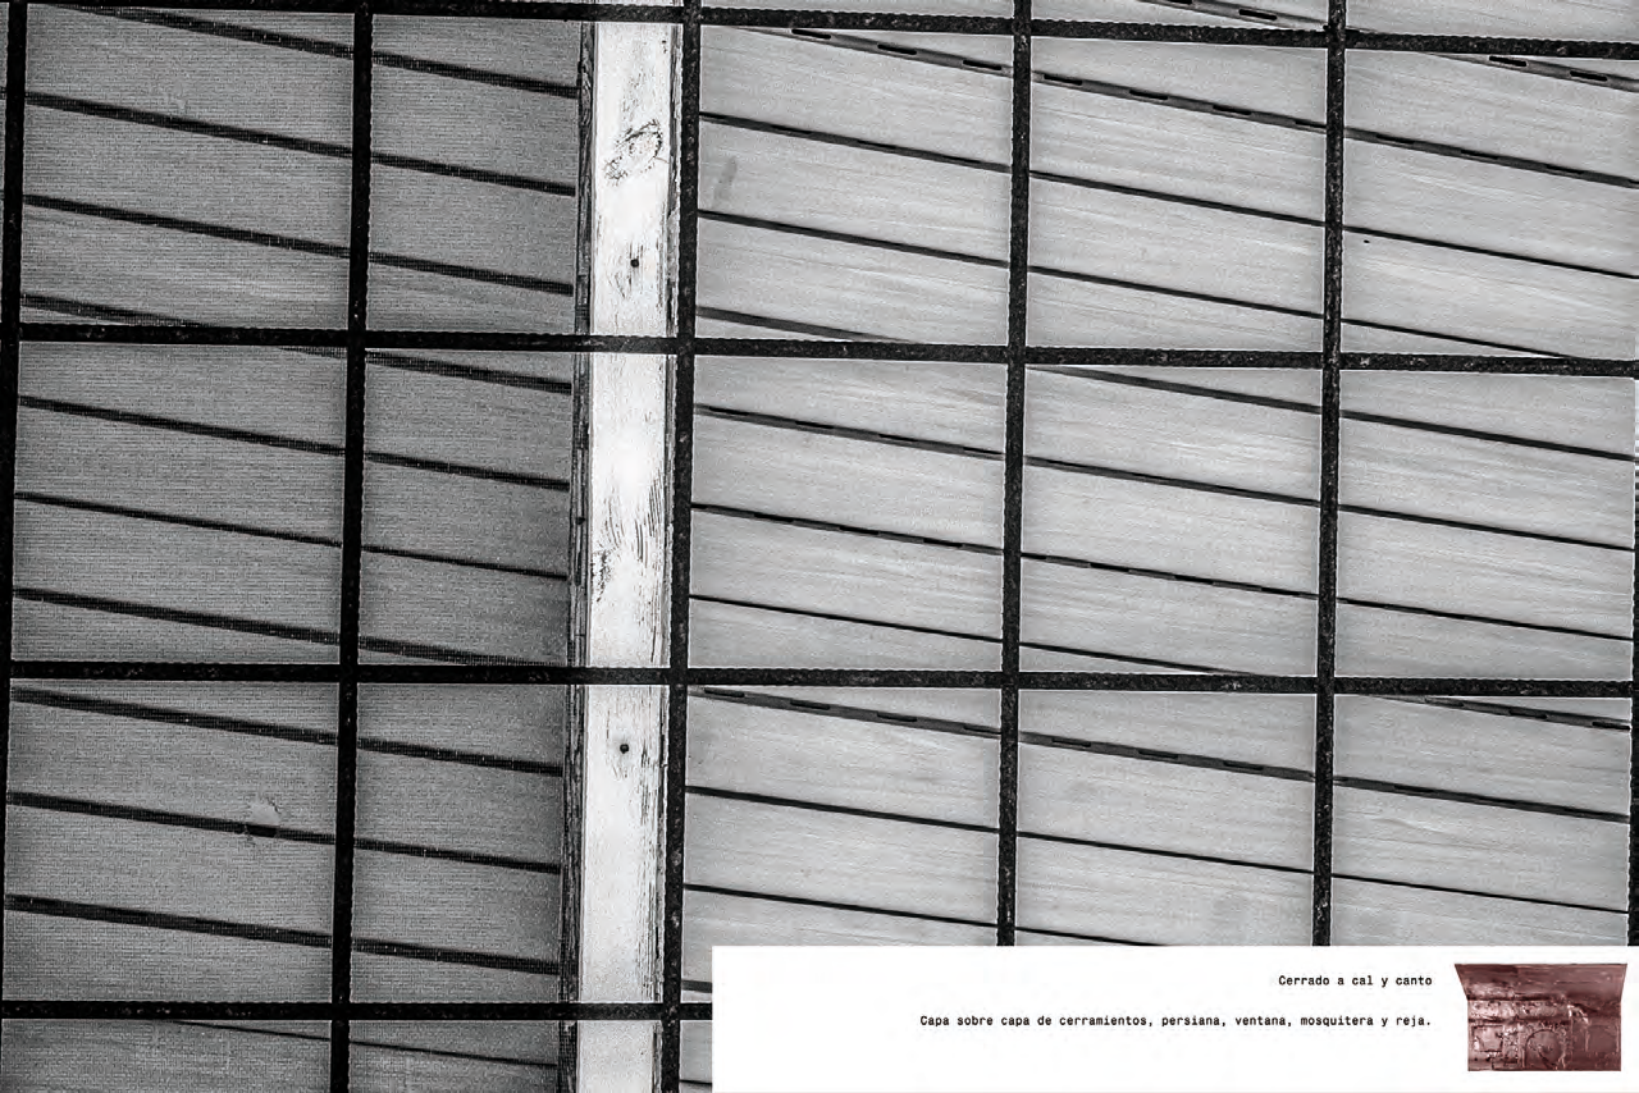 Cerrado a cal y canto
Capa sobre capa de cerramientos, persiana, ventana, mosquitera y reja.